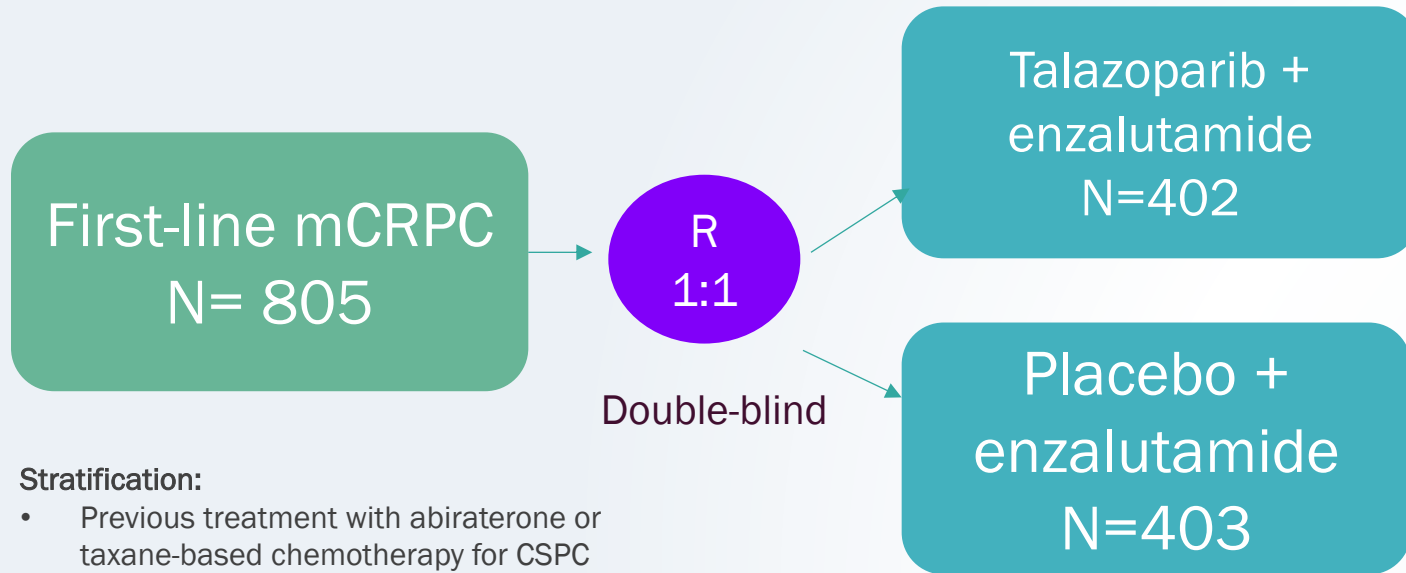 First-line mCRPC
N= 805
R
1:1
Double-blind
Talazoparib +
enzalutamide
N=402
Placebo +
enzalutamide
N=403
Stratification:
• Previous treatment with abiraterone or
taxane-based chemotherapy for CSPC